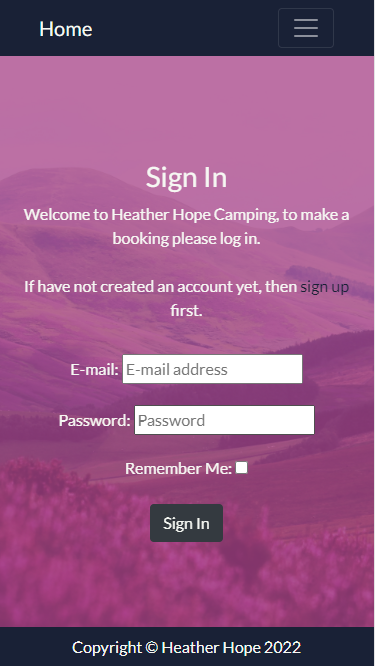 Home
Sign In
Welcome to Heather Hope Camping, to make a
booking please log in.
If have not created an account yet, then sign up
first.
E-mail: E-mail address
Password: Password
Remember Me:
Sign In
Copyright © Heather Hope 2022